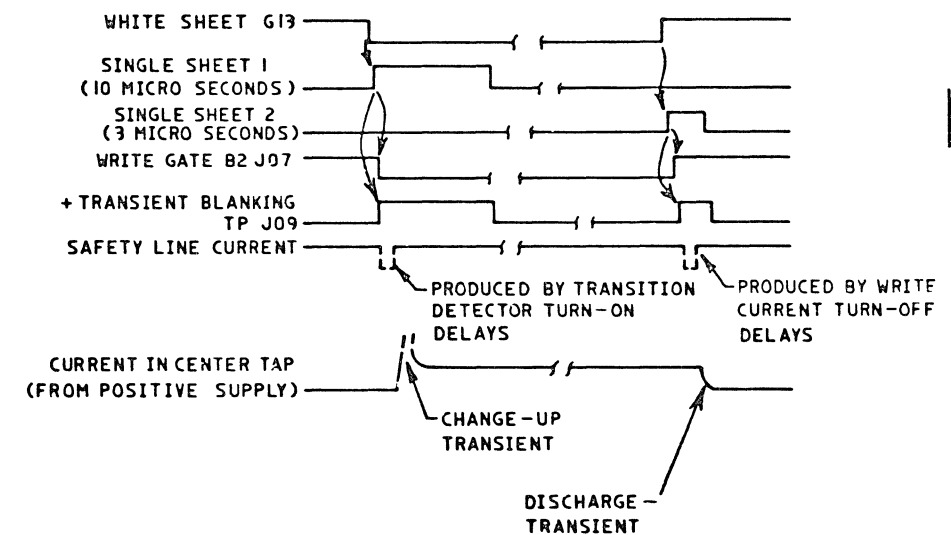 WHITE SHEET G13
SINGLE SHEET 1
(10 MICRO SECONDS)
SINGLE SHEET 2
(3 MICRO SECONDS)
WRITE GATE B2 J07
+ TRANSIENT BLANKING
TP J09
SAFETY LINE CURRENT
PRODUCED BY TRANSITION
DETECTOR TURN-ON
DELAYS
PRODUCED BY WRITE
CURRENT TURN-OFF
DELAYS
CURRENT IN CENTER TAP
(FROM POSITIVE SUPPLY)
CHANGE-UP
TRANSIENT
DISCHARGE-
TRANSIENT